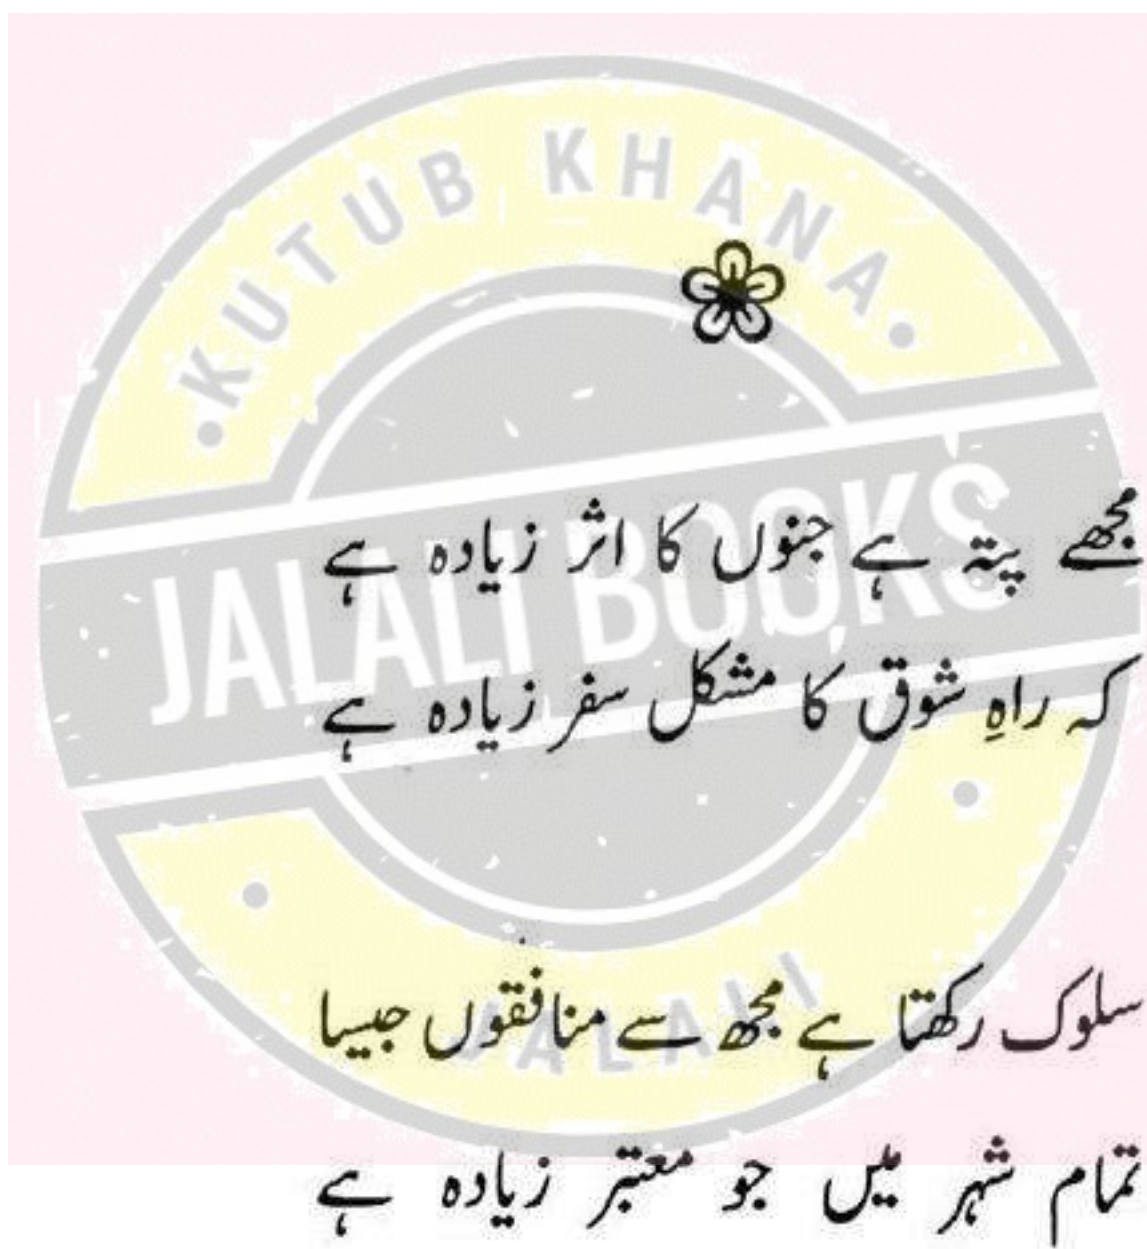 KUTUB KHANA
مجھے پتہ ہے جنوں کا اثر زیادہ ہے
JALALI BOOKS
کہ راہِ شوق کا مشکل سفر زیادہ ہے
سلوک رکھتا ہے مجھ سے منافقوں جیسا
JALALI
تمام شہر میں جو معتبر زیادہ ہے